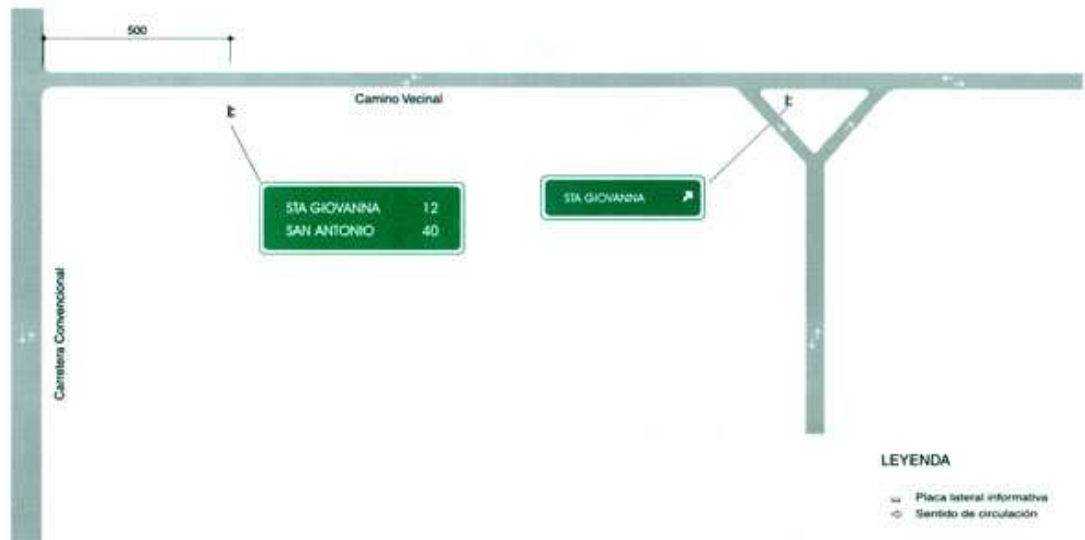 500
Camino Vecinal
STA GIOVANNA 12
SAN ANTONIO 40
STA GIOVANNA
Carretera Convencional
LEYENDA
Placa lateral informativa
Sentido de circulación